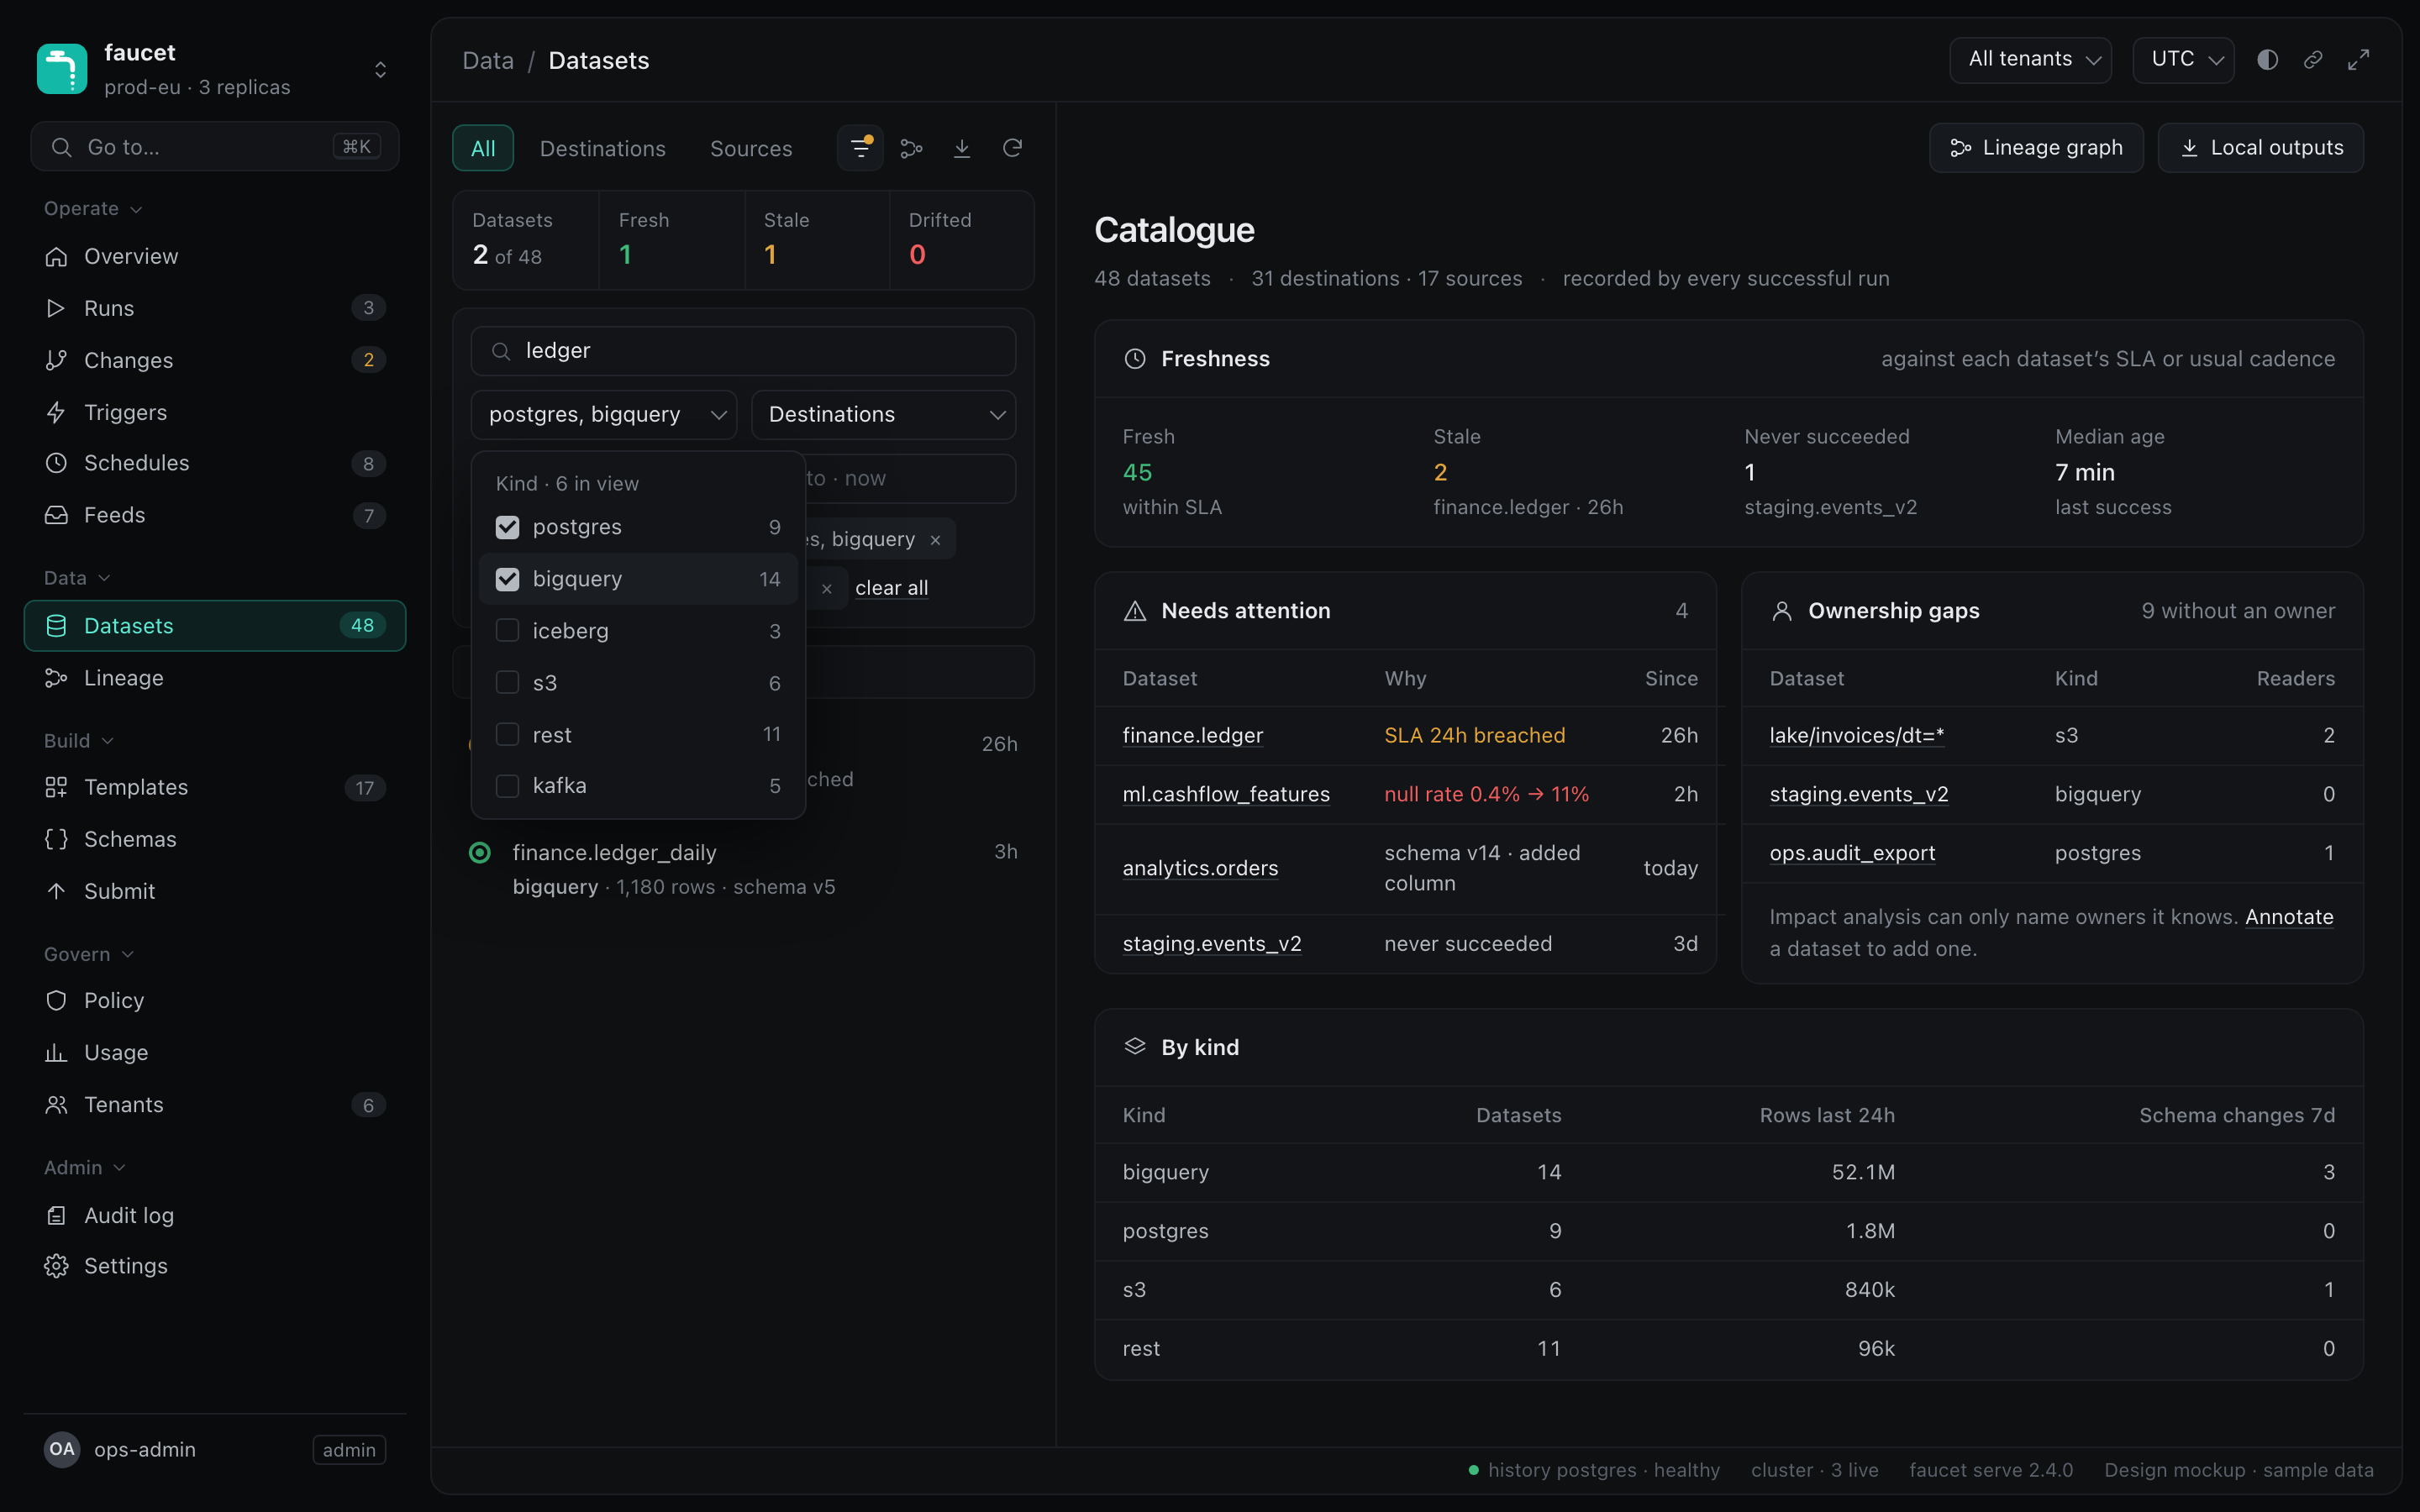 faucet
prod-eu · 3 replicas
Go to... ⌘K
Operate
Overview
Runs 3
Changes 2
Triggers
Schedules 8
Feeds 7
Data
Datasets 48
Lineage
Build
Templates 17
Schemas
Submit
Govern
Policy
Usage
Tenants 6
Admin
Audit log
Settings
OA ops-admin admin
Data / Datasets
All tenants UTC
All Destinations Sources
Datasets Fresh Stale Drifted
2 of 48 1 1 0
ledger
postgres, bigquery Destinations
to · now
Kind · 6 in view
postgres 9
bigquery 14
iceberg 3
s3 6
rest 11
kafka 5
s, bigquery ×
× clear all
26h
ched
finance.ledger_daily 3h
bigquery · 1,180 rows · schema v5
Lineage graph Local outputs
Catalogue
48 datasets · 31 destinations · 17 sources · recorded by every successful run
Freshness against each dataset’s SLA or usual cadence
Fresh Stale Never succeeded Median age
45 2 1 7 min
within SLA finance.ledger · 26h staging.events_v2 last success
Needs attention 4
Dataset Why Since
finance.ledger SLA 24h breached 26h
ml.cashflow_features null rate 0.4% → 11% 2h
analytics.orders schema v14 · added column today
staging.events_v2 never succeeded 3d
Ownership gaps 9 without an owner
Dataset Kind Readers
lake/invoices/dt=* s3 2
staging.events_v2 bigquery 0
ops.audit_export postgres 1
Impact analysis can only name owners it knows. Annotate
a dataset to add one.
By kind
Kind Datasets Rows last 24h Schema changes 7d
bigquery 14 52.1M 3
postgres 9 1.8M 0
s3 6 840k 1
rest 11 96k 0
history postgres · healthy cluster · 3 live faucet serve 2.4.0 Design mockup · sample data